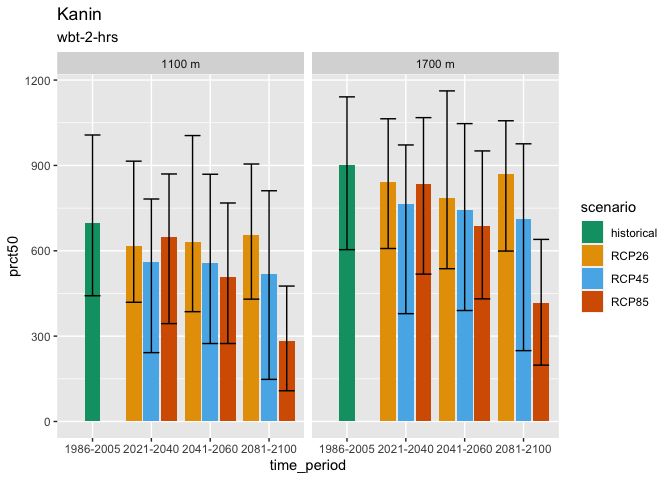 Kanin
wbt-2-hrs
1100 m
1700 m
1200
900
600
300
0
prct50
1986-2005 2021-2040 2041-2060 2081-2100
1986-2005 2021-2040 2041-2060 2081-2100
time_period
scenario
historical
RCP26
RCP45
RCP85